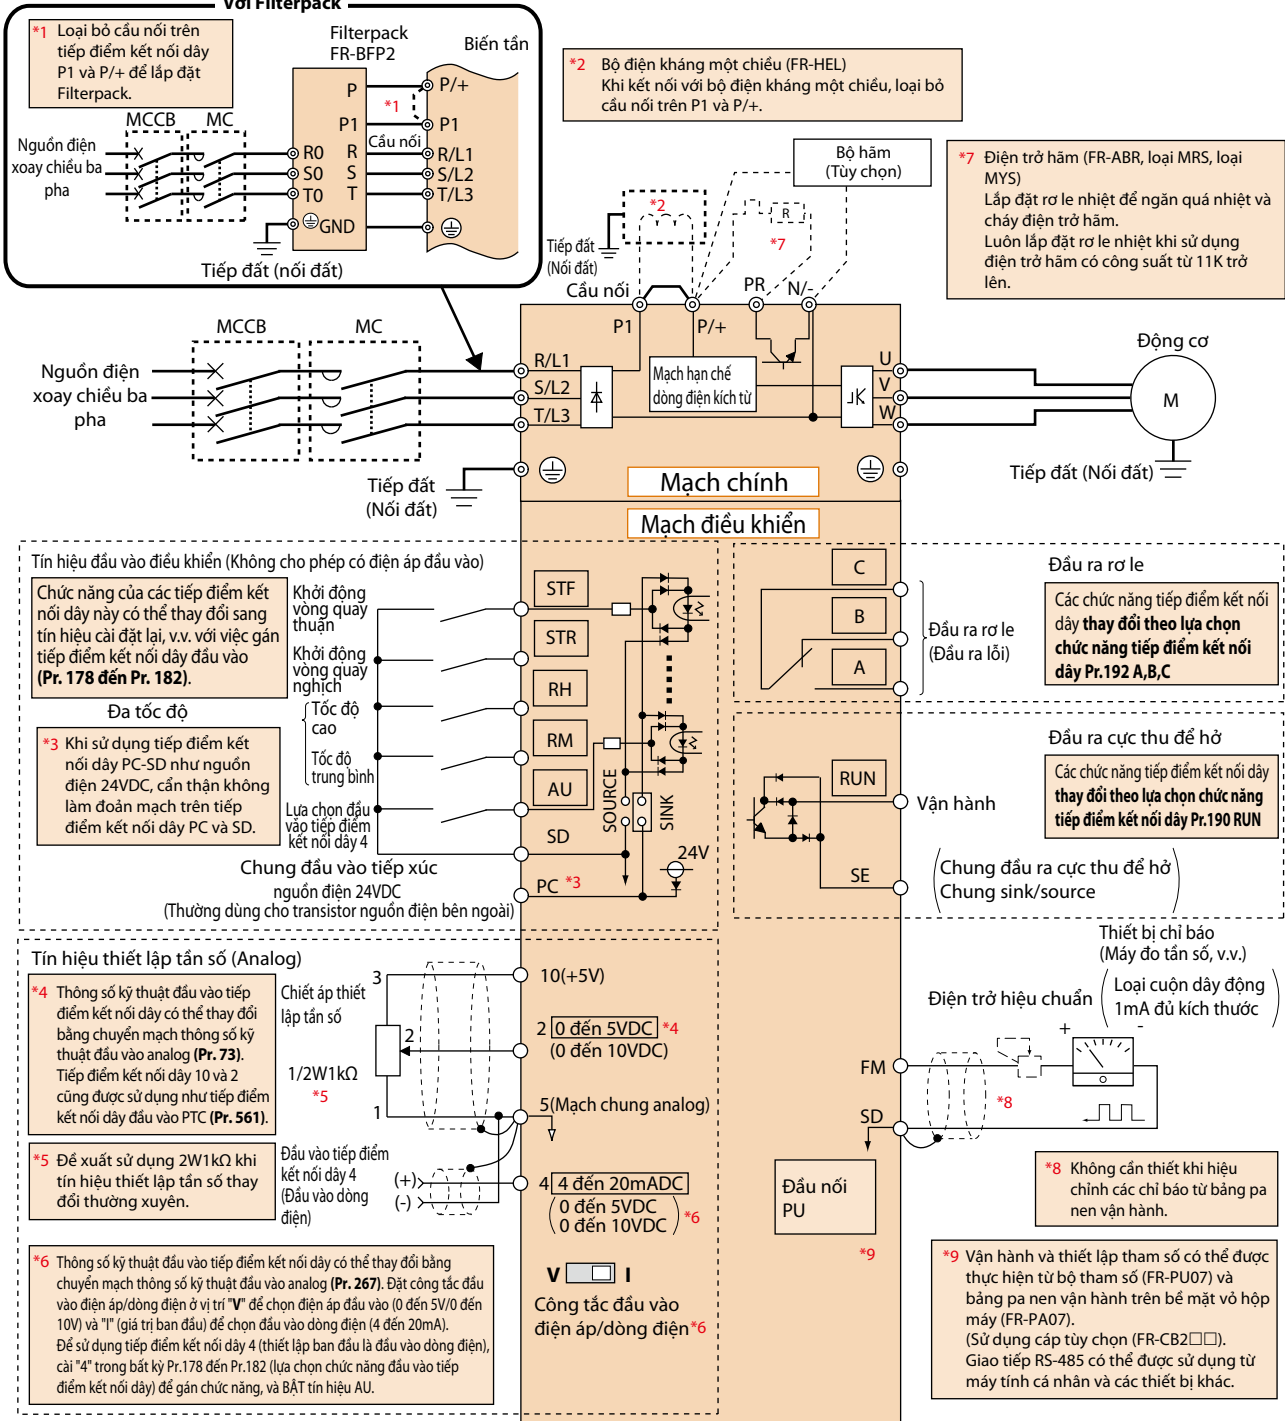 Với Filterpack
*1 Loại bỏ cầu nối trên
tiếp điểm kết nối dây
P1 và P/+ để lắp đặt
Filterpack.
Filterpack
FR-BFP2
Biến tần
MCCB
MC
Nguồn điện
xoay chiều ba
pha
P
P1
R0
R
S0
S
T0
T
GND
*1
Cầu nối
P/+
P1
R/L1
S/L2
T/L3
Tiếp đất (nối đất)
*2 Bộ điện kháng một chiều (FR-HEL)
Khi kết nối với bộ điện kháng một chiều, loại bỏ
cầu nối trên P1 và P/+.
Bộ hãm
(Tùy chọn)
*7 Điện trở hãm (FR-ABR, loại MRS, loại
MYS)
Lắp đặt rơ le nhiệt để ngăn quá nhiệt và
cháy điện trở hãm.
Luôn lắp đặt rơ le nhiệt khi sử dụng
điện trở hãm có công suất từ 11K trở
lên.
*2
R
*7
Tiếp đất
(Nối đất)
Cầu nối
PR
N/-
P1
P/+
MCCB
MC
Nguồn điện
xoay chiều ba
pha
R/L1
S/L2
T/L3
Mạch hạn chế
dòng điện kích từ
U
V
W
Động cơ
M
Tiếp đất
(Nối đất)
Tiếp đất (Nối đất)
Mạch chính
Mạch điều khiển
Tín hiệu đầu vào điều khiển (Không cho phép có điện áp đầu vào)
Chức năng của các tiếp điểm kết
nối dây này có thể thay đổi sang
tín hiệu cài đặt lại, v.v. với việc gán
tiếp điểm kết nối dây đầu vào
(Pr. 178 đến Pr. 182).
Khởi động
vòng quay
thuận
Khởi động
vòng quay
nghịch
Đa tốc độ
Tốc độ
cao
Tốc độ
trung bình
Lựa chọn đầu
vào tiếp điểm
kết nối dây 4
*3 Khi sử dụng tiếp điểm kết
nối dây PC-SD như nguồn
điện 24VDC, cẩn thận không
làm đoản mạch trên tiếp
điểm kết nối dây PC và SD.
STF
STR
RH
RM
AU
SD
PC *3
SOURCE
SINK
24V
Chung đầu vào tiếp xúc
nguồn điện 24VDC
(Thường dùng cho transistor nguồn điện bên ngoài)
C
B
A
Đầu ra rơ le
(Đầu ra lỗi)
Đầu ra rơ le
Các chức năng tiếp điểm kết nối
dây thay đổi theo lựa chọn
chức năng tiếp điểm kết nối
dây Pr.192 A,B,C
Đầu ra cực thu để hở
Các chức năng tiếp điểm kết nối dây
thay đổi theo lựa chọn chức năng
tiếp điểm kết nối dây Pr.190 RUN
RUN
Vận hành
SE
Chung đầu ra cực thu để hở
Chung sink/source
Tín hiệu thiết lập tần số (Analog)
*4 Thông số kỹ thuật đầu vào tiếp
điểm kết nối dây có thể thay đổi
bằng chuyển mạch thông số kỹ
thuật đầu vào analog (Pr. 73).
Tiếp điểm kết nối dây 10 và 2
cũng được sử dụng như tiếp điểm
kết nối dây đầu vào PTC (Pr. 561).
Chiết áp thiết
lập tần số
1/2W1kΩ
*5
3
2
1
10(+5V)
2 0 đến 5VDC *4
(0 đến 10VDC)
5(Mạch chung analog)
*5 Đề xuất sử dụng 2W1kΩ khi
tín hiệu thiết lập tần số thay
đổi thường xuyên.
Đầu vào tiếp điểm
kết nối dây 4
(Đầu vào dòng
điện)
(+)
(-)
4 4 đến 20mADC
(0 đến 5VDC
0 đến 10VDC) *6
V I
Công tắc đầu vào
điện áp/dòng điện*6
*6 Thông số kỹ thuật đầu vào tiếp điểm kết nối dây có thể thay đổi bằng
chuyển mạch thông số kỹ thuật đầu vào analog (Pr. 267). Đặt công tắc đầu
vào điện áp/dòng điện ở vị trí "V" để chọn điện áp đầu vào (0 đến 5V/0 đến
10V) và "I" (giá trị ban đầu) để chọn đầu vào dòng điện (4 đến 20mA).
Để sử dụng tiếp điểm kết nối dây 4 (thiết lập ban đầu là đầu vào dòng điện),
cài "4" trong bất kỳ Pr.178 đến Pr.182 (lựa chọn chức năng đầu vào tiếp
điểm kết nối dây) để gán chức năng, và BẬT tín hiệu AU.
Thiết bị chỉ báo
(Máy đo tần số, v.v.)
Điện trở hiệu chuẩn
(Loại cuộn dây động
1mA đủ kích thước)
+
-
FM
SD
*8
Đầu nối
PU
*9
*8 Không cần thiết khi hiệu
chỉnh các chỉ báo từ bảng pa
nen vận hành.
*9 Vận hành và thiết lập tham số có thể được
thực hiện từ bộ tham số (FR-PU07) và
bảng pa nen vận hành trên bề mặt vỏ hộp
máy (FR-PA07).
(Sử dụng cáp tùy chọn (FR-CB2□□).
Giao tiếp RS-485 có thể được sử dụng từ
máy tính cá nhân và các thiết bị khác.